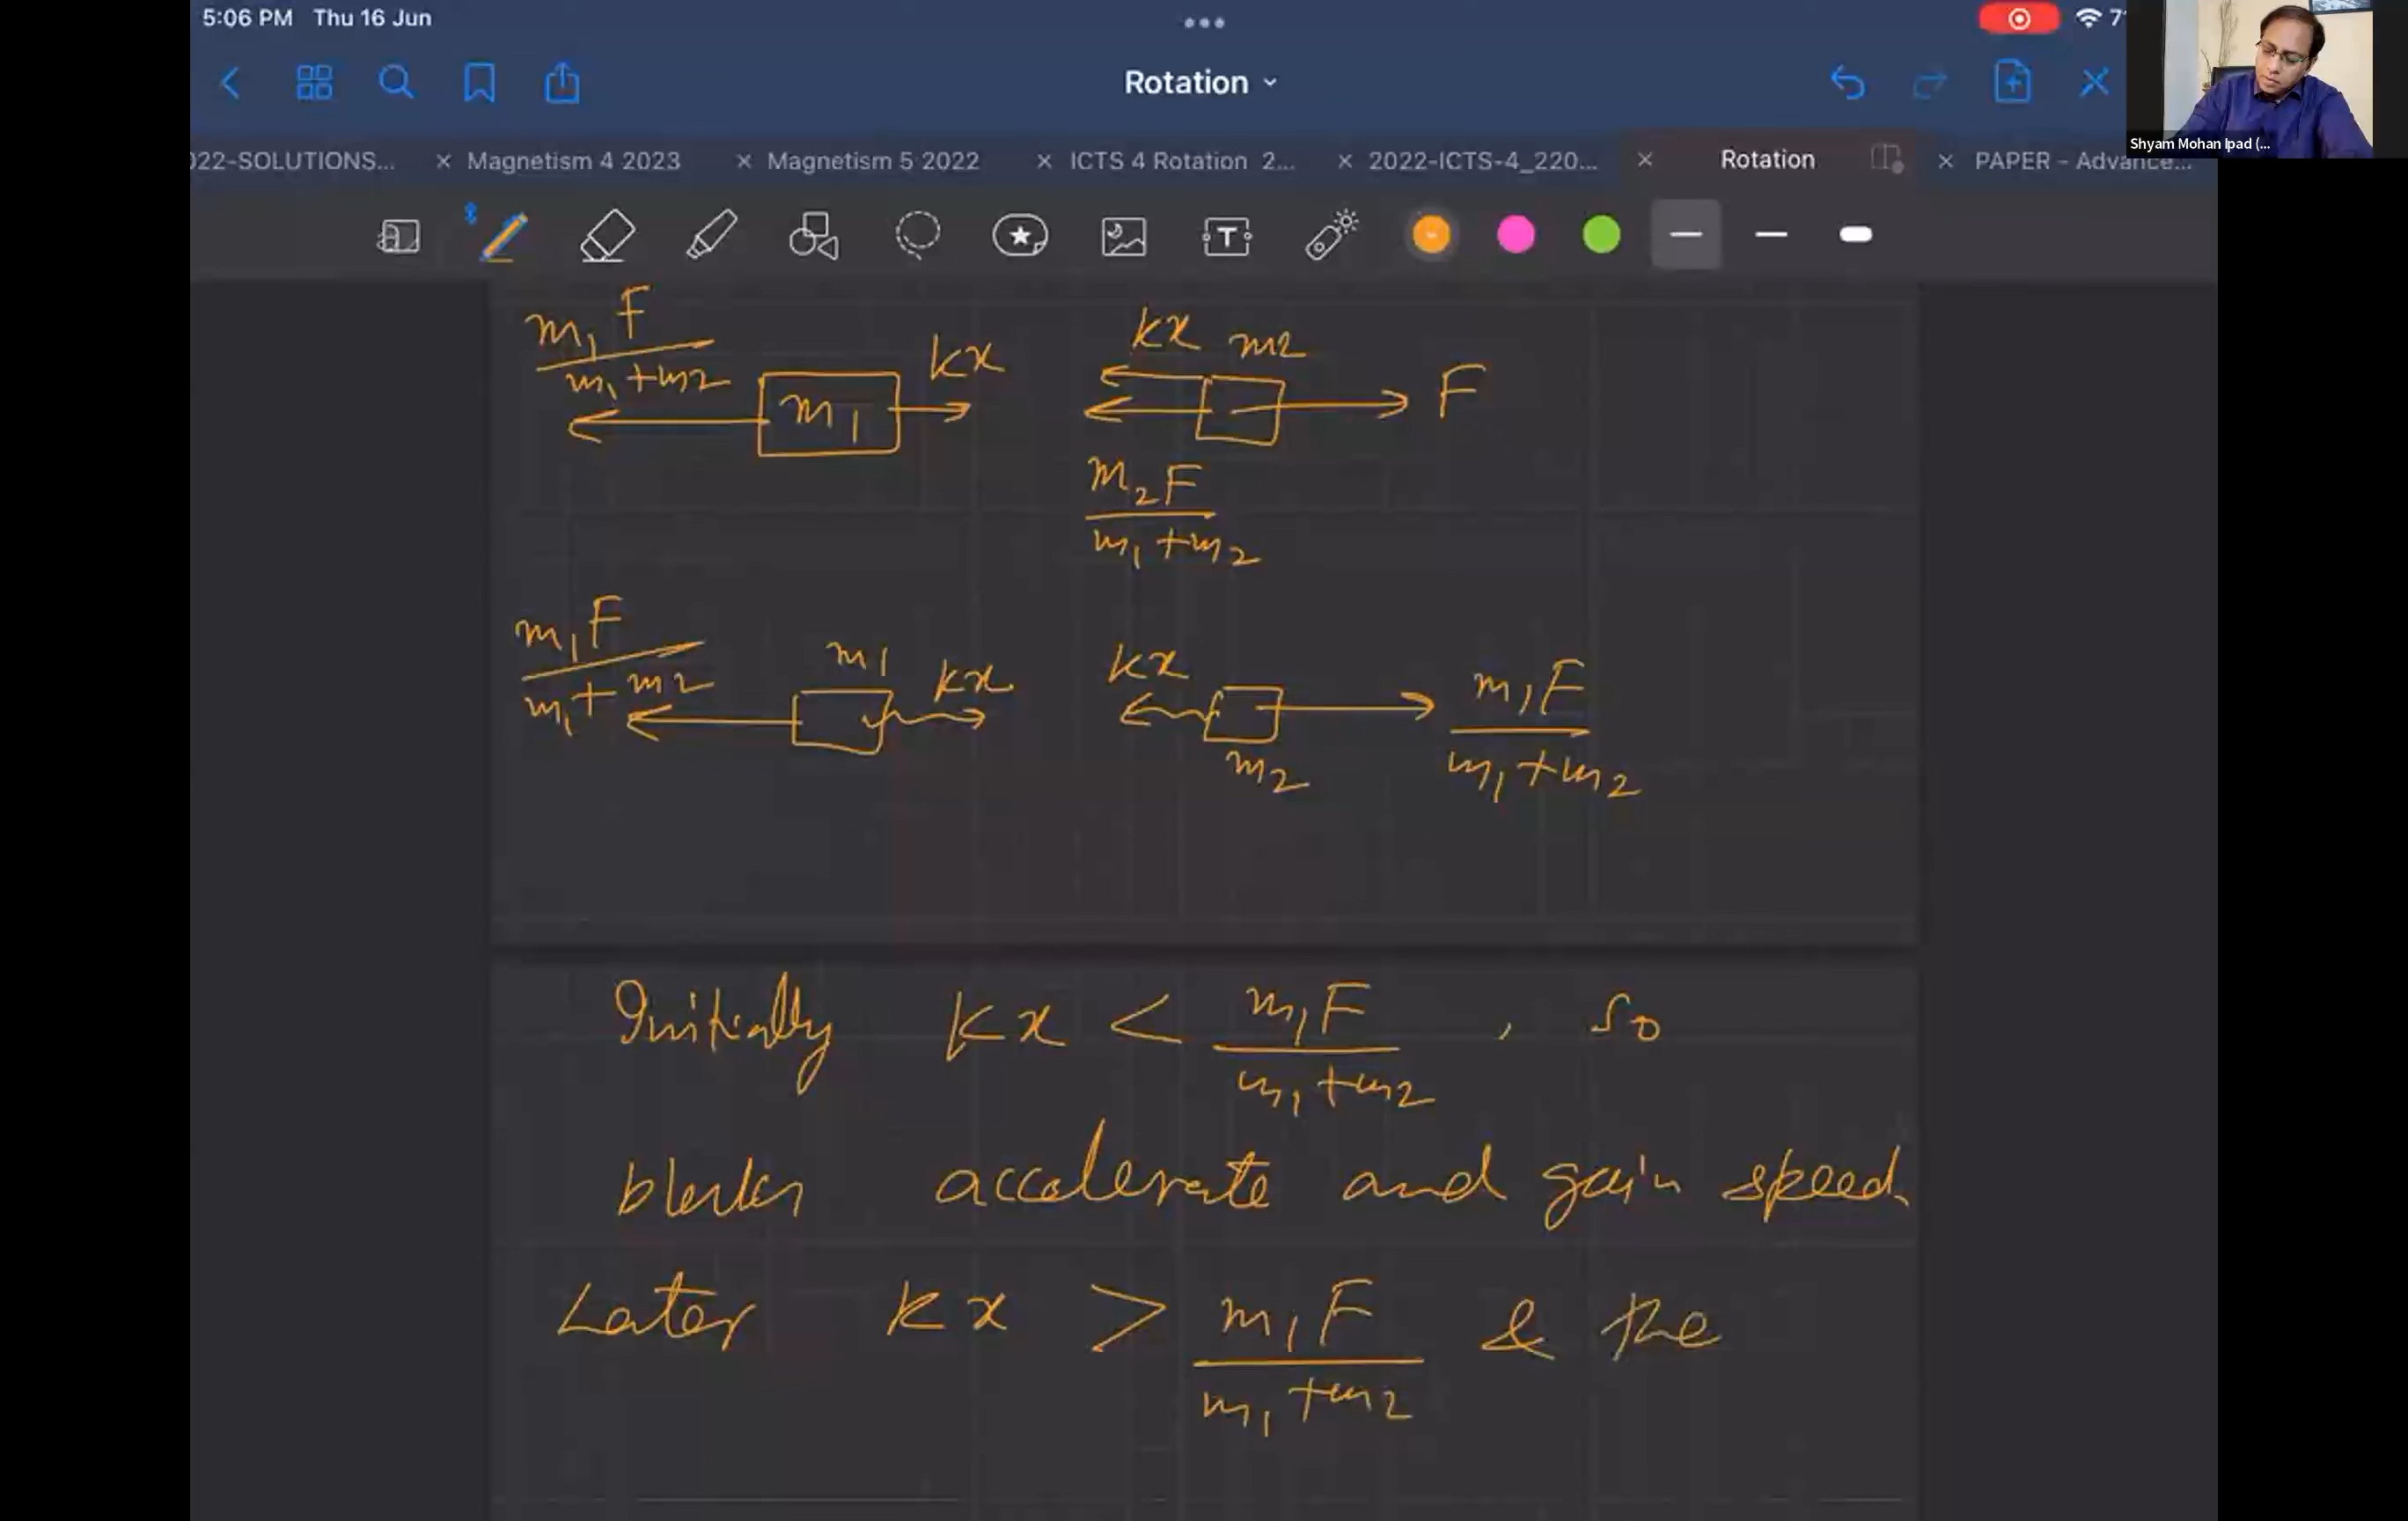 5:06 PM Thu 16 Jun
Rotation
022-SOLUTIONS...
Magnetism 4 2023
Magnetism 5 2022
ICTS 4 Rotation 2...
2022-ICTS-4_220...
Rotation
PAPER - Advance...
Shyam Mohan Ipad (...
m₁F
m₁+m2
m₁
kx
kx m2
F
m₂F
m₁+m₂
m₁F
m₁+m2
m₁
kx
kx
m₂
m₁F
m₁+m₂
Initially kx < m₁F/m₁+m2 , so
blocks accelerate and gain speed.
Later kx > m₁F/m₁+m2 & the